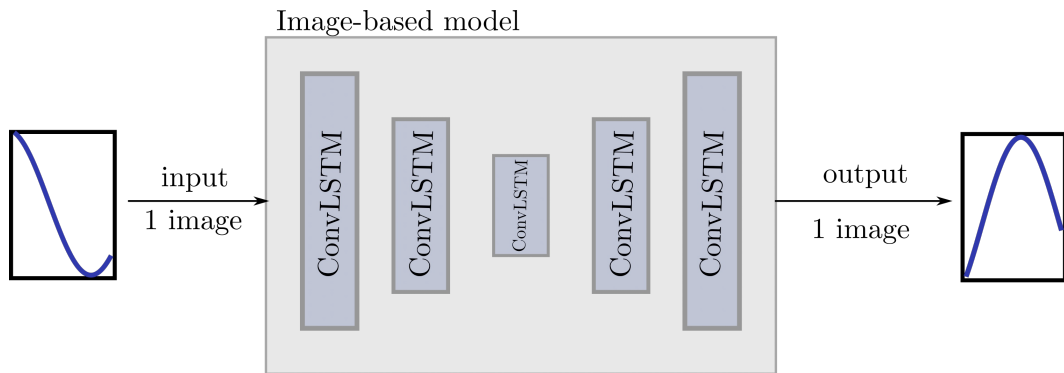 Image-based model
input
1 image
ConvLSTM
ConvLSTM
ConvLSTM
ConvLSTM
ConvLSTM
output
1 image